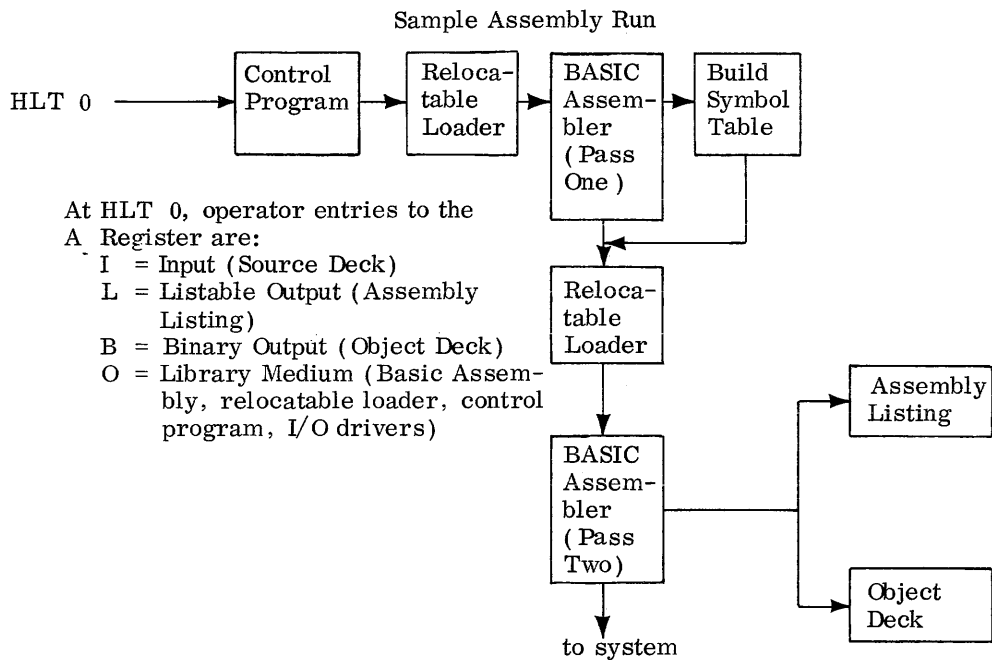 Sample Assembly Run
HLT 0
Control
Program
Reloca-
table
Loader
BASIC
Assem-
bler
(Pass
One)
Build
Symbol
Table
At HLT 0, operator entries to the
A Register are:
I = Input (Source Deck)
L = Listable Output (Assembly
Listing)
B = Binary Output (Object Deck)
O = Library Medium (Basic Assem-
bly, relocatable loader, control
program, I/O drivers)
Reloca-
table
Loader
BASIC
Assem-
bler
(Pass
Two)
Assembly
Listing
Object
Deck
to system